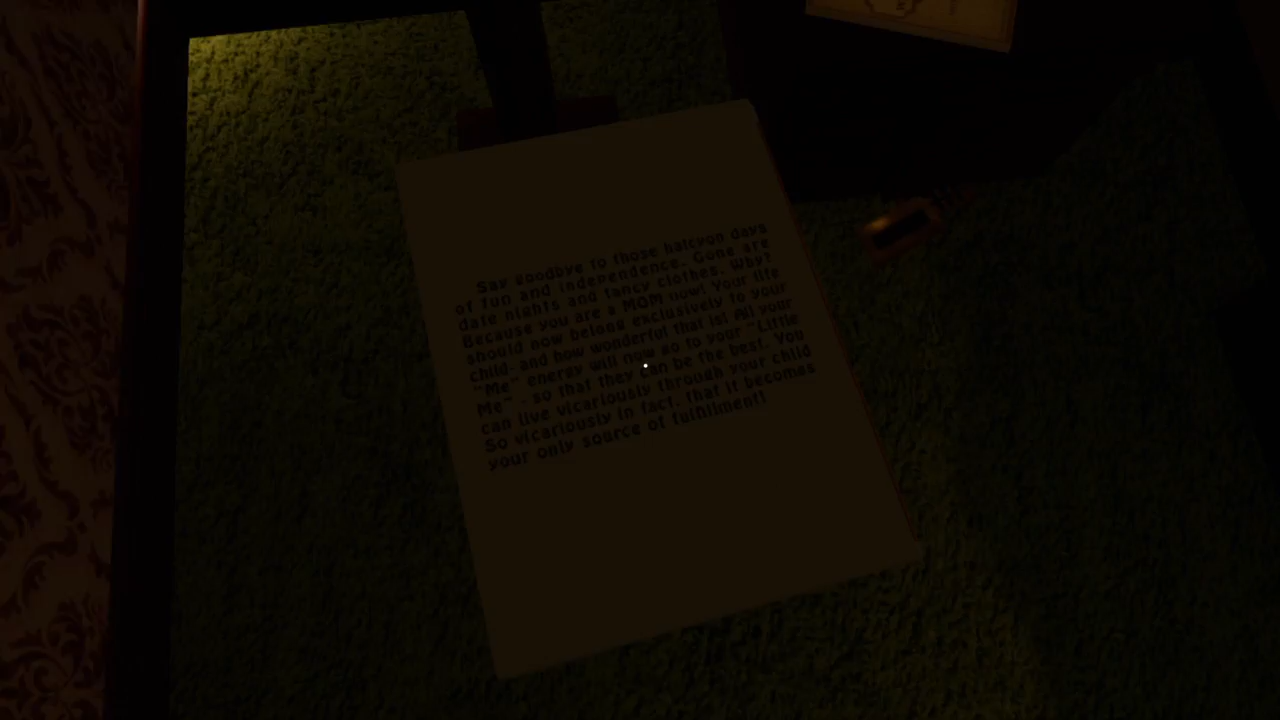 Say goodbye to those halcyon days
of fun and independence. Gone are
date nights and fancy clothes. Why?
Because you are a MOM now! Your life
should now belong exclusively to your
child- and how wonderful that is! All your
"Me" energy will now go to your "Little
Me" - so that they can be the best. You
can live vicariously through your child
So vicariously in fact, that it becomes
your only source of fulfillment!